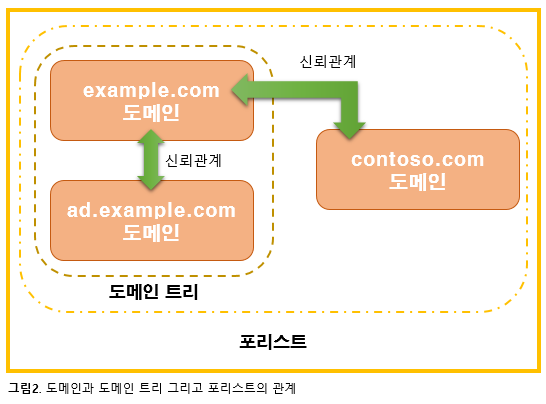 신뢰관계
example.com
도메인
신뢰관계
contoso.com
도메인
ad.example.com
도메인
도메인 트리
포리스트
그림2. 도메인과 도메인 트리 그리고 포리스트의 관계